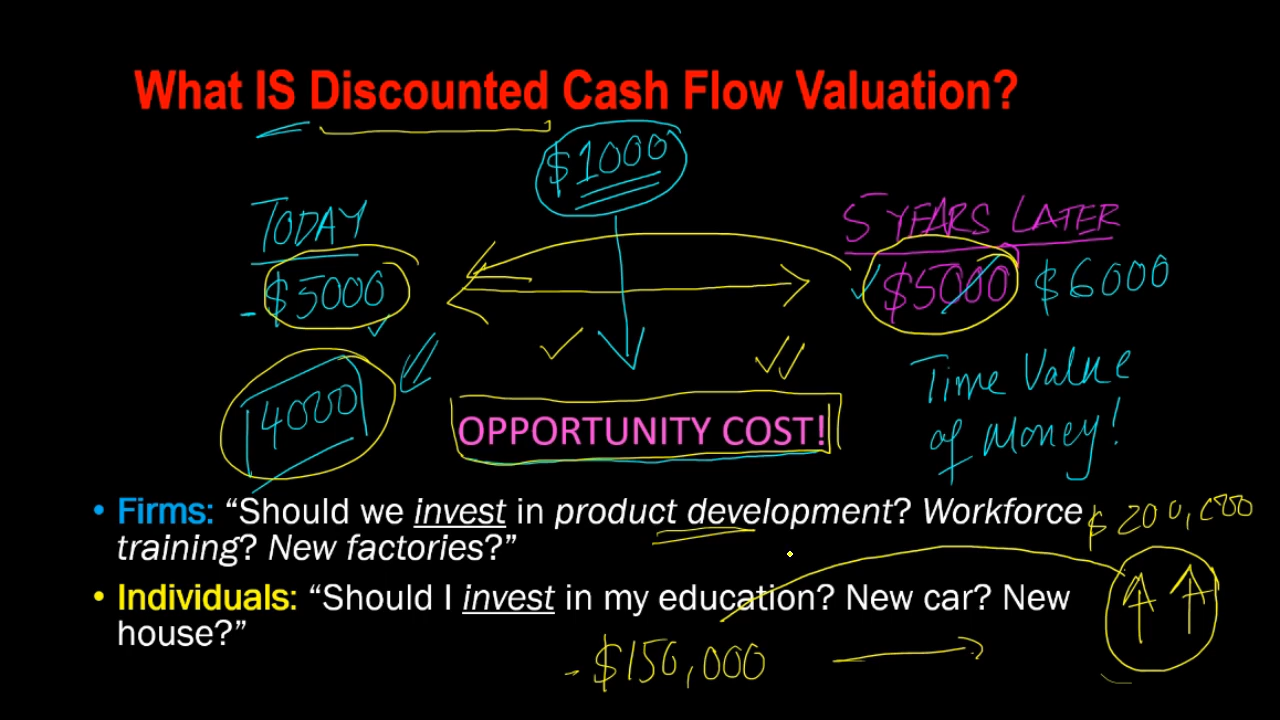 What IS Discounted Cash Flow Valuation?
$1000
TODAY
5 YEARS LATER
-$5000
$5000 $6000
4000
Time Value
of Money!
OPPORTUNITY COST!
• Firms: “Should we invest in product development? Workforce
training? New factories?”
$200,000
• Individuals: “Should I invest in my education? New car? New
house?”
-$150,000